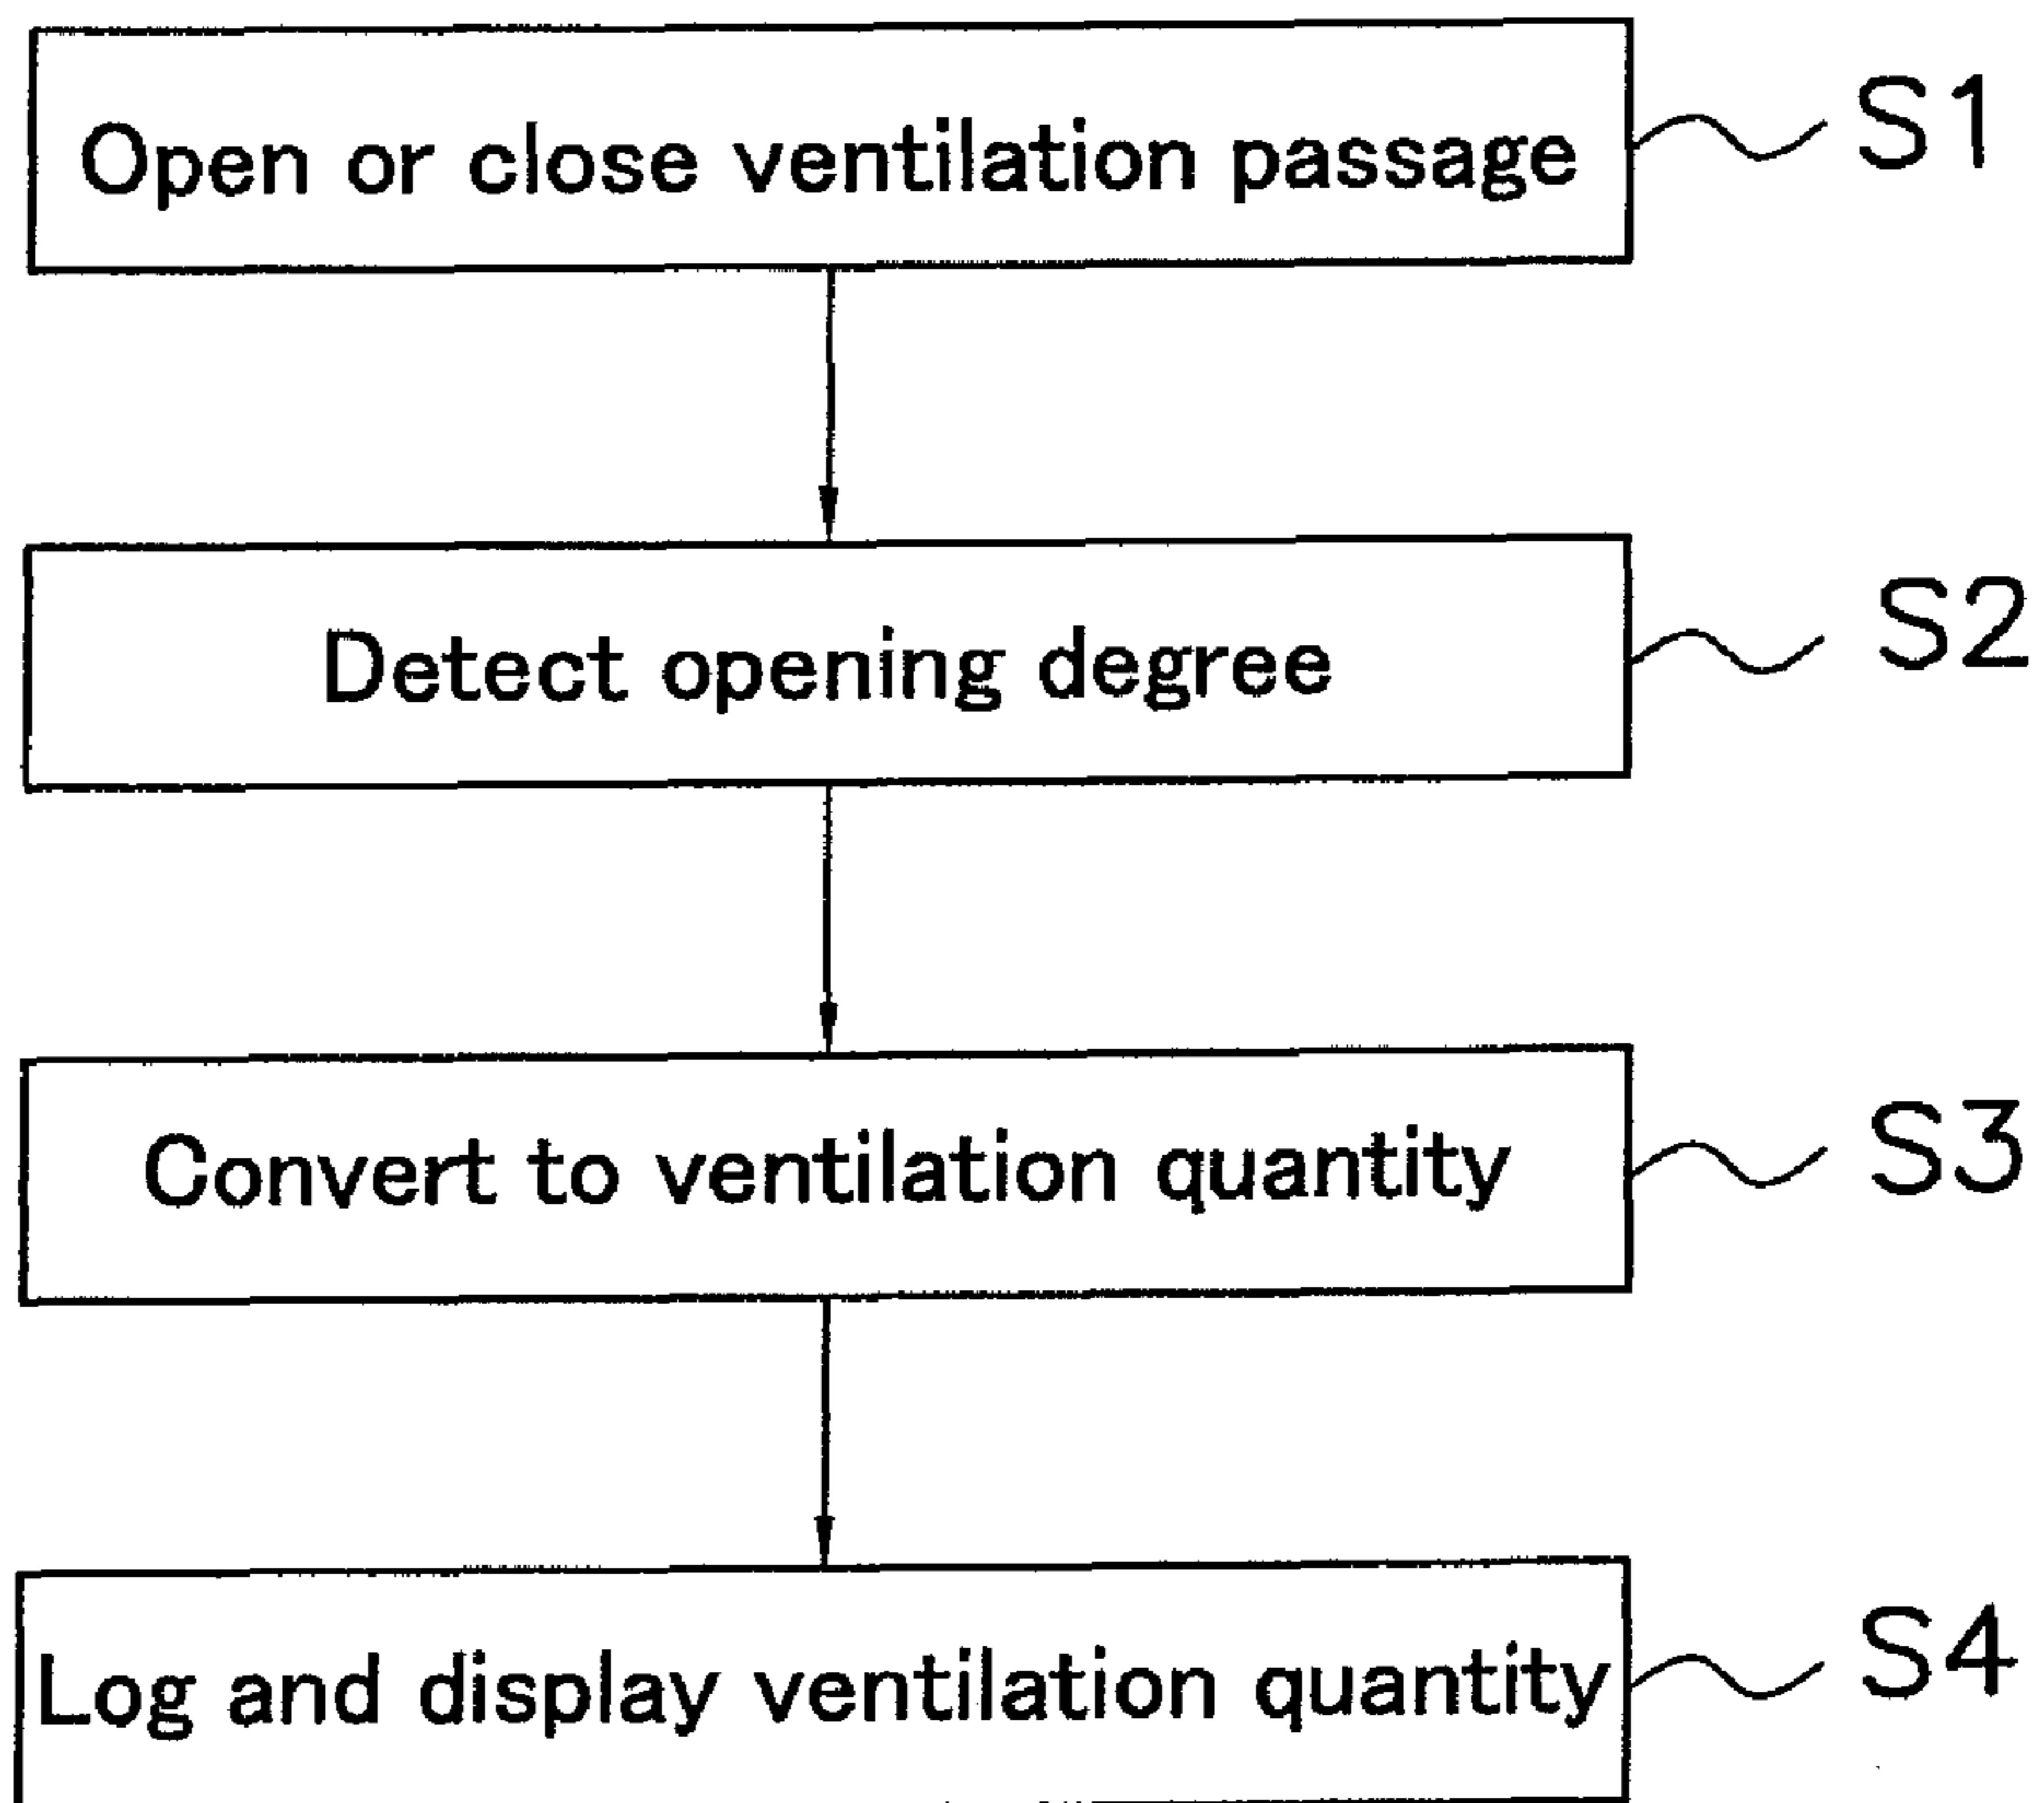 Open or close ventilation passage S1
Detect opening degree S2
Convert to ventilation quantity S3
Log and display ventilation quantity S4